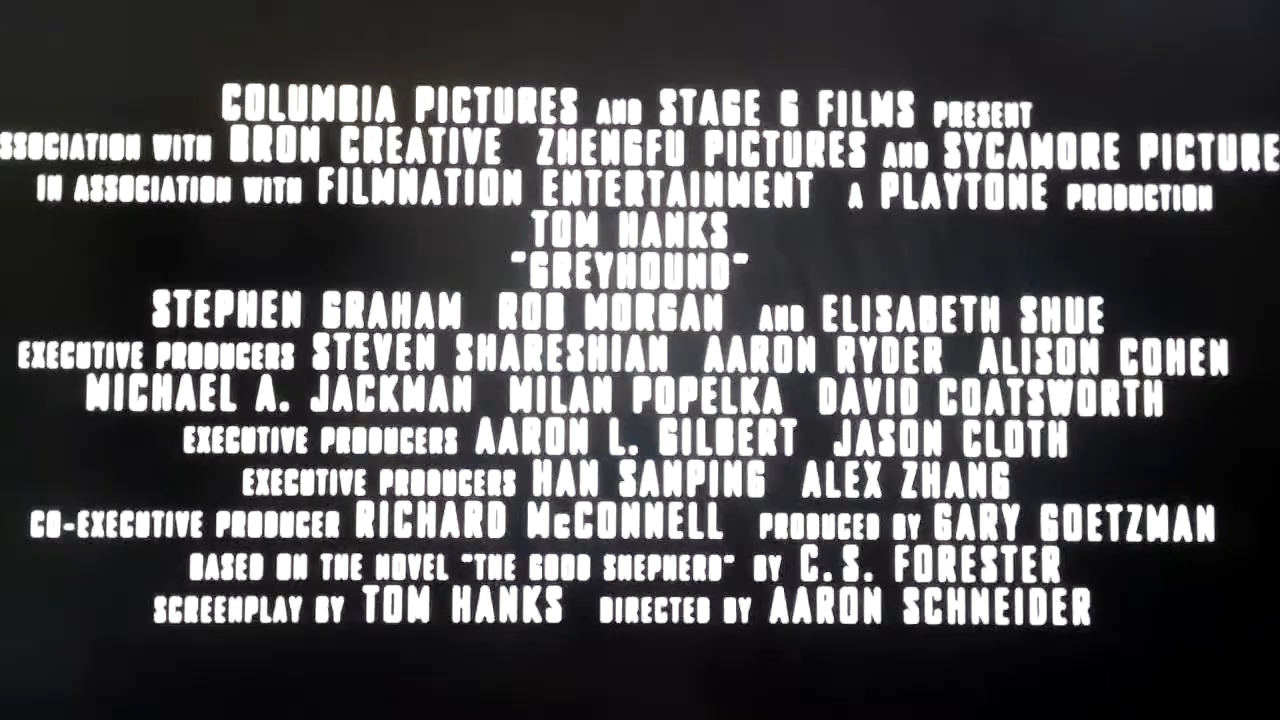 COLUMBIA PICTURES AND STAGE 6 FILMS PRESENT
SSOCIATION WITH BRON CREATIVE ZHENGFU PICTURES AND SYCAMORE PICTURE
IN ASSOCIATION WITH FILMNATION ENTERTAINMENT A PLAYTONE PRODUCTION
TOM HANKS
"GREYHOUND"
STEPHEN GRAHAM ROB MORGAN AND ELISABETH SHUE
EXECUTIVE PRODUCERS STEVEN SHARESHIAN AARON RYDER ALISON COHEN
MICHAEL A. JACKMAN MILAN POPELKA DAVID COATSWORTH
EXECUTIVE PRODUCERS AARON L. GILBERT JASON CLOTH
EXECUTIVE PRODUCERS HAN SANPING ALEX ZHANG
CO-EXECUTIVE PRODUCER RICHARD McCONNELL PRODUCED BY GARY GOETZMAN
BASED ON THE NOVEL "THE GOOD SHEPHERD" BY C.S. FORESTER
SCREENPLAY BY TOM HANKS DIRECTED BY AARON SCHNEIDER